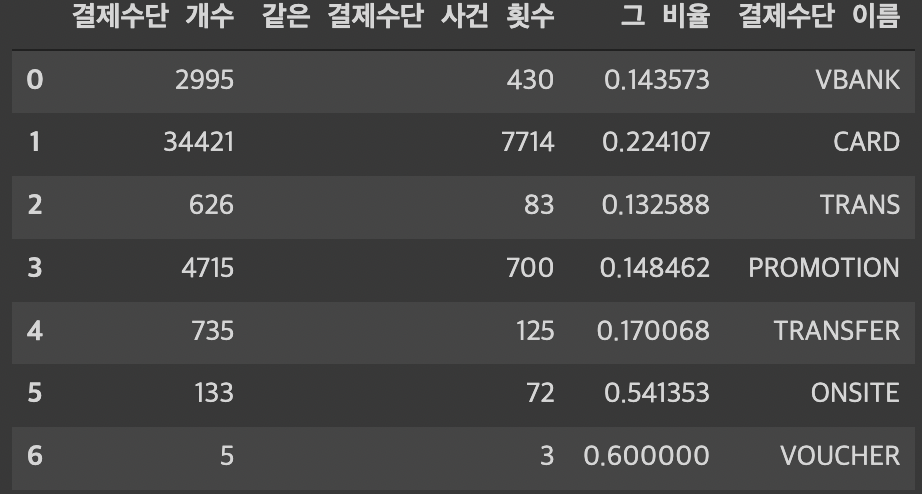 결제수단 개수 같은 결제수단 사건 횟수 그 비율 결제수단 이름
0 2995 430 0.143573 VBANK
1 34421 7714 0.224107 CARD
2 626 83 0.132588 TRANS
3 4715 700 0.148462 PROMOTION
4 735 125 0.170068 TRANSFER
5 133 72 0.541353 ONSITE
6 5 3 0.600000 VOUCHER